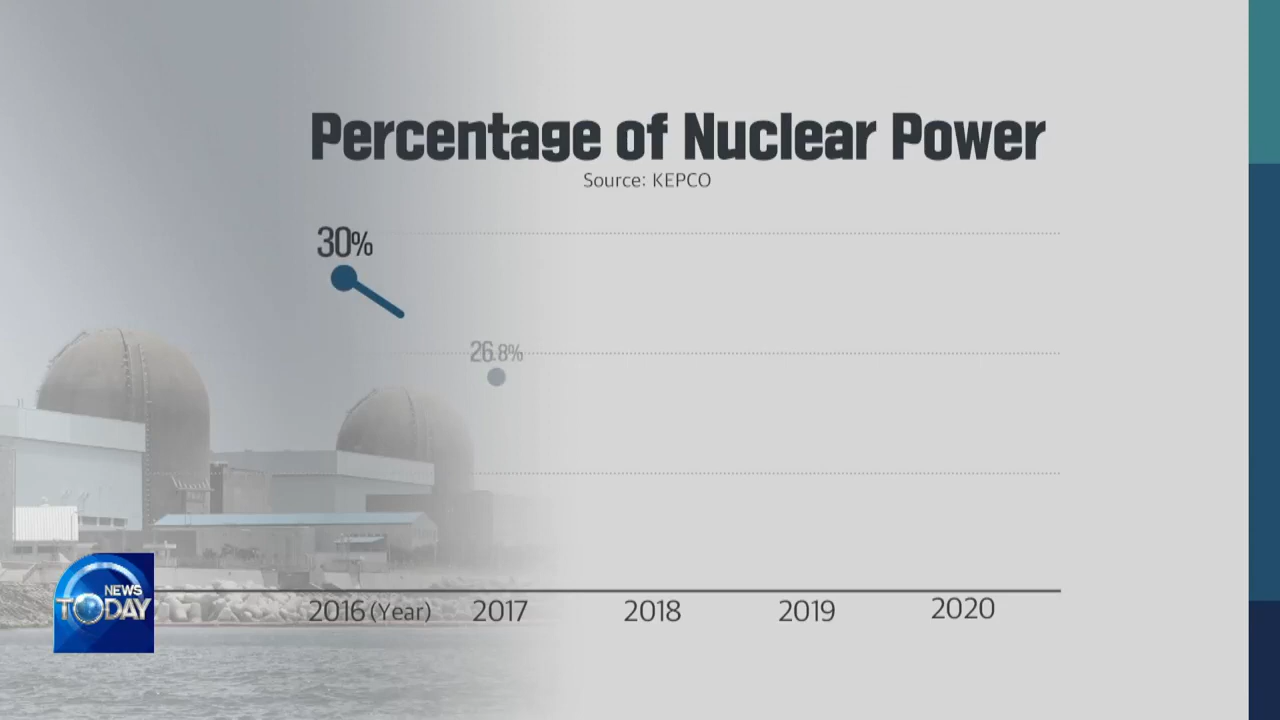 Percentage of Nuclear Power
Source: KEPCO
30%
26.8%
2016 (Year) 2017 2018 2019 2020
NEWS
TODAY